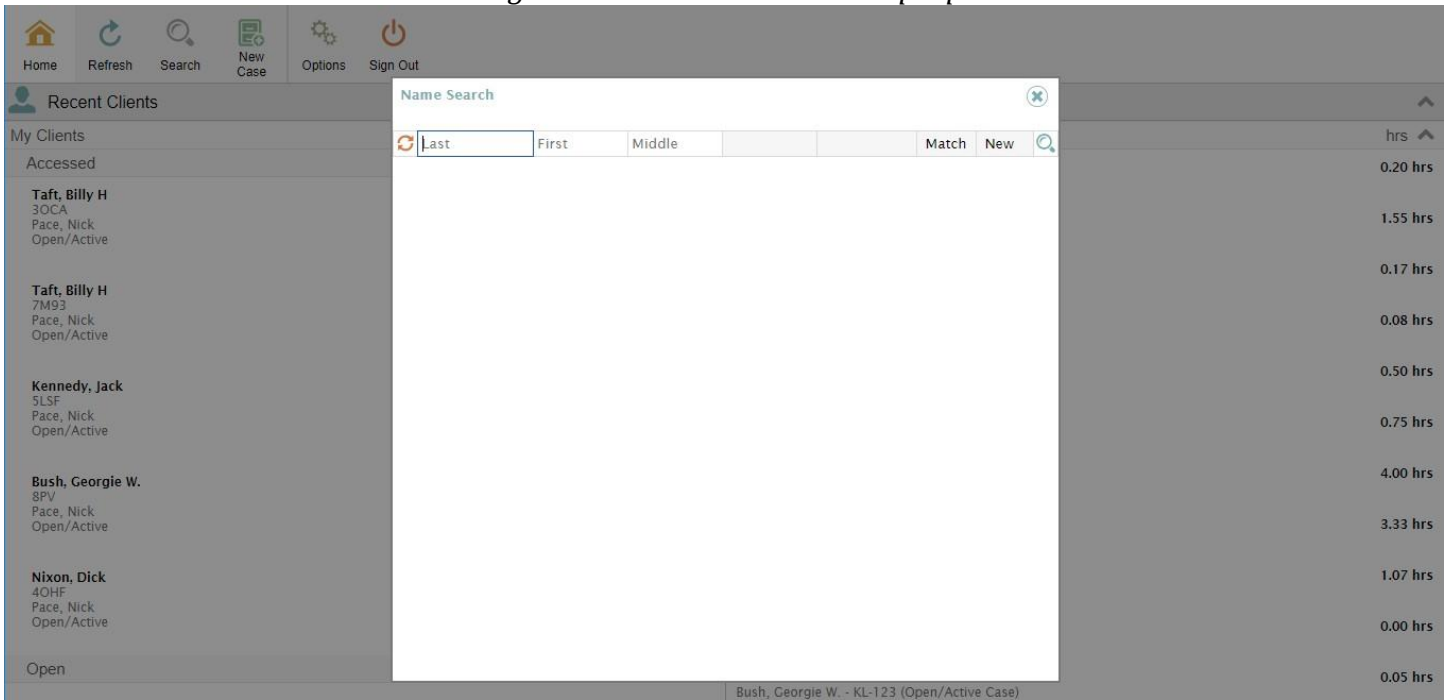 Home Refresh Search New Case Options Sign Out
Recent Clients
My Clients
hrs
Accessed
Taft, Billy H
3OCA
Pace, Nick
Open/Active
Taft, Billy H
7M93
Pace, Nick
Open/Active
Kennedy, Jack
5LSF
Pace, Nick
Open/Active
Bush, Georgie W.
8PV
Pace, Nick
Open/Active
Nixon, Dick
4OHF
Pace, Nick
Open/Active
Open
Name Search
Last First Middle Match New
0.20 hrs
1.55 hrs
0.17 hrs
0.08 hrs
0.50 hrs
0.75 hrs
4.00 hrs
3.33 hrs
1.07 hrs
0.00 hrs
0.05 hrs
Bush, Georgie W. - KL-123 (Open/Active Case)